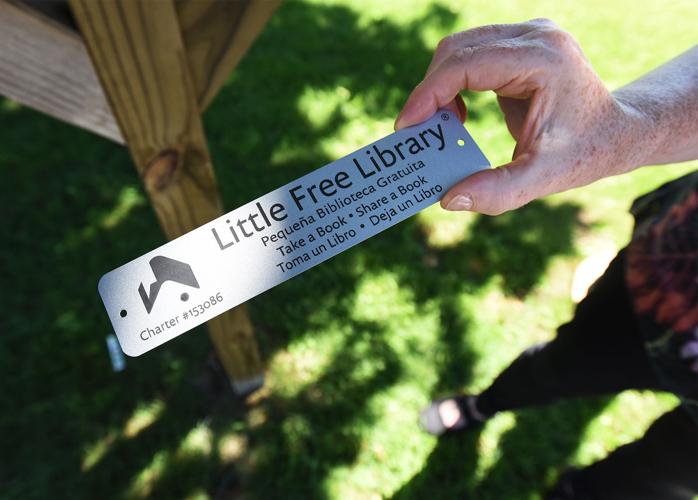 Little Free Library®
Pequeña Biblioteca Gratuita
Take a Book • Share a Book
Toma un Libro • Deja un Libro
Charter #153086